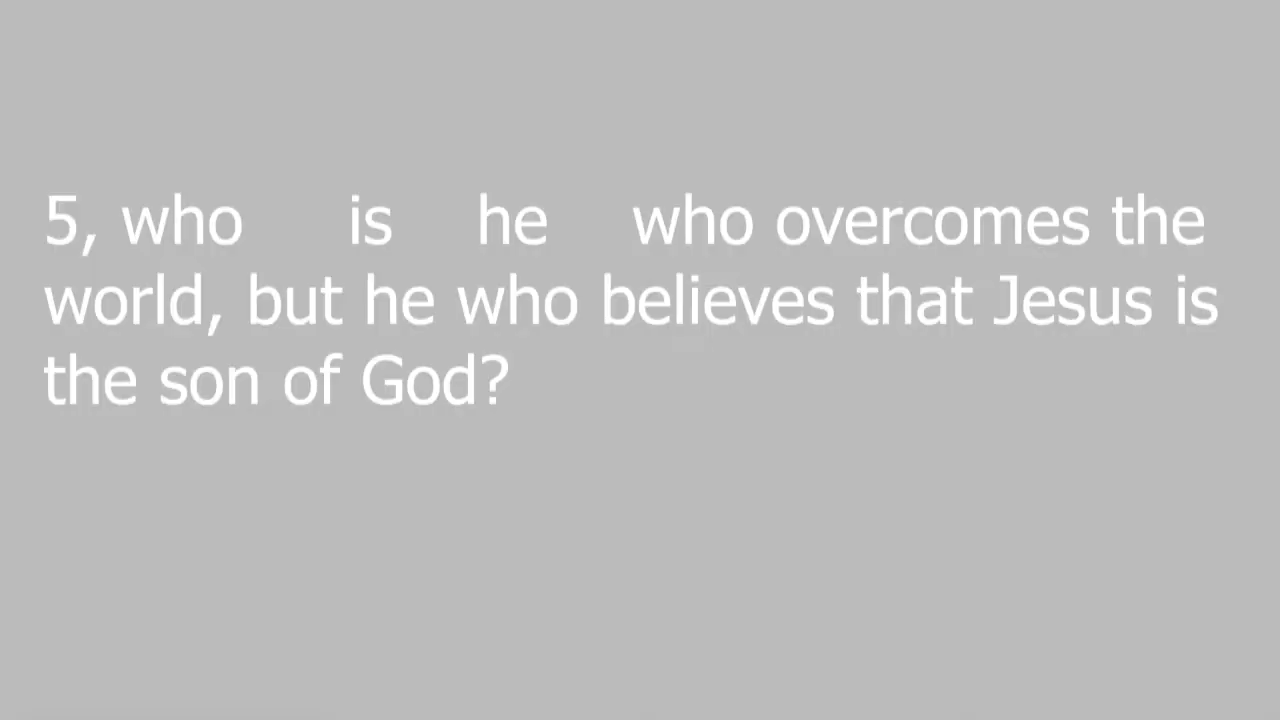 5, who is he who overcomes the
world, but he who believes that Jesus is
the son of God?